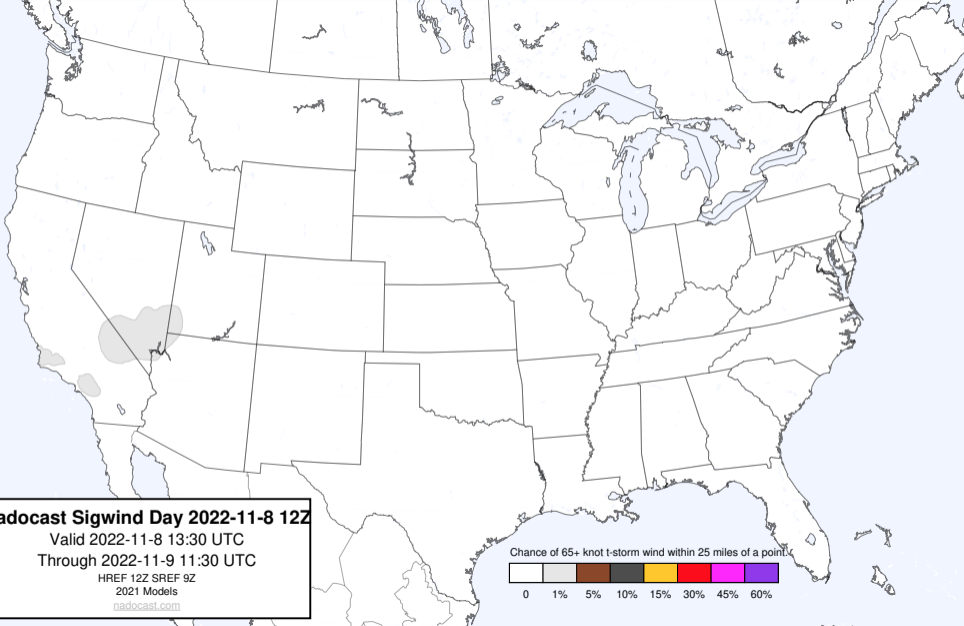 adocast Sigwind Day 2022-11-8 12Z
Valid 2022-11-8 13:30 UTC
Through 2022-11-9 11:30 UTC
HREF 12Z SREF 9Z
2021 Models
nadocast.com
Chance of 65+ knot t-storm wind within 25 miles of a point.
0 1% 5% 10% 15% 30% 45% 60%